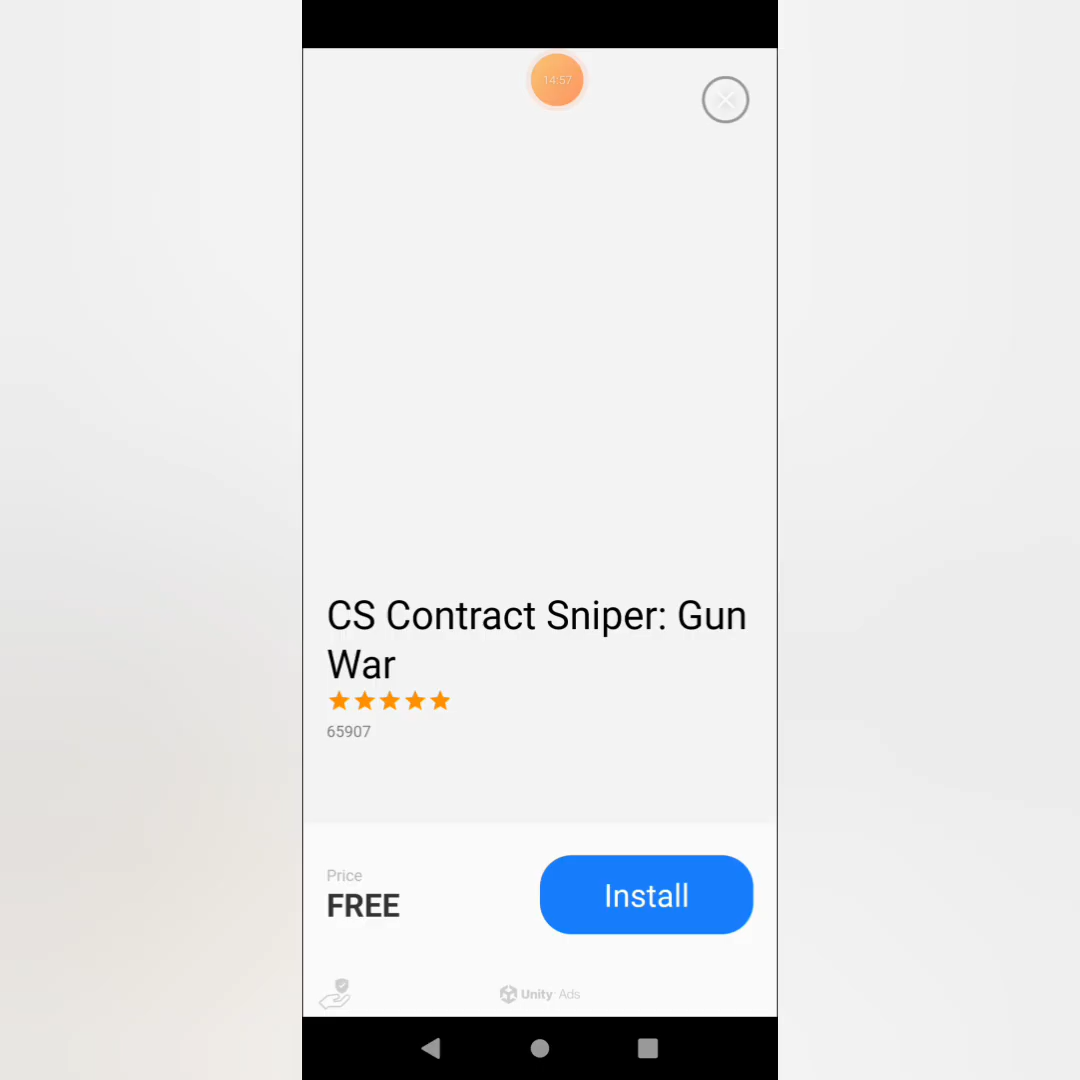 14:57
CS Contract Sniper: Gun
War
65907
Price
FREE
Install
Unity Ads